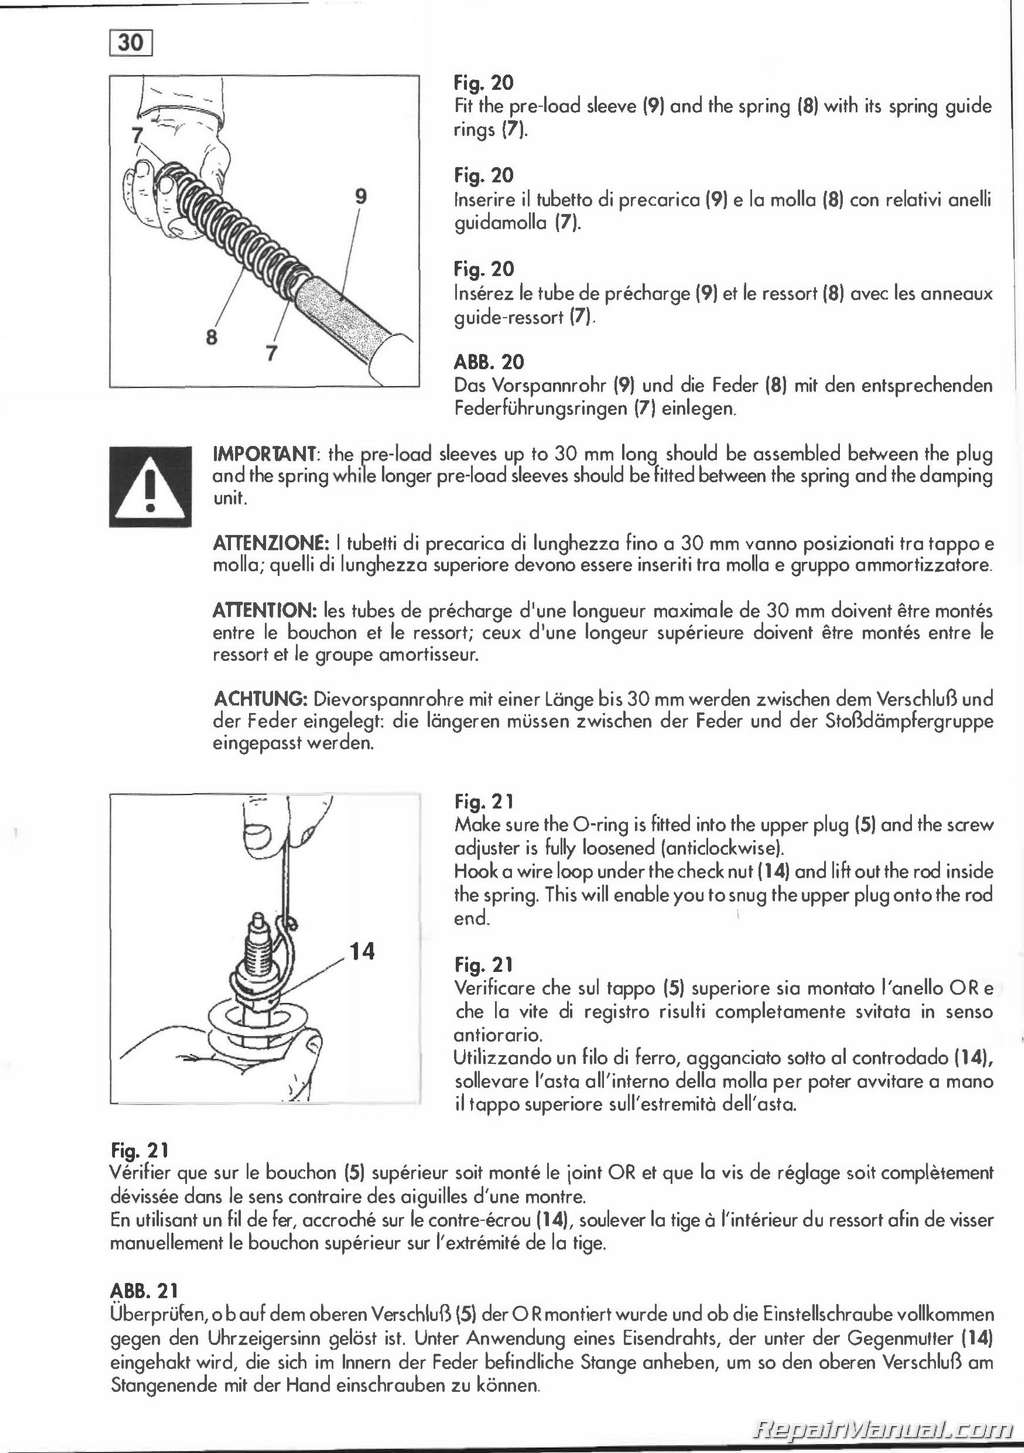 30
7
9
8
7
Fig. 20
Fit the pre-load sleeve (9) and the spring (8) with its spring guide
rings (7).
Fig. 20
Inserire il tubetto di precarica (9) e la molla (8) con relativi anelli
guidamolla (7).
Fig. 20
Insérez le tube de précharge (9) et le ressort (8) avec les anneaux
guide-ressort (7).
ABB. 20
Das Vorspannrohr (9) und die Feder (8) mit den entsprechenden
Federführungsringen (7) einlegen.
IMPORTANT: the pre-load sleeves up to 30 mm long should be assembled between the plug
and the spring while longer pre-load sleeves should be fitted between the spring and the damping
unit.
ATTENZIONE: I tubetti di precarica di lunghezza fino a 30 mm vanno posizionati tra tappo e
molla; quelli di lunghezza superiore devono essere inseriti tra molla e gruppo ammortizzatore.
ATTENTION: les tubes de précharge d'une longueur maximale de 30 mm doivent être montés
entre le bouchon et le ressort; ceux d'une longeur supérieure doivent être montés entre le
ressort et le groupe amortisseur.
ACHTUNG: Dievorspannrohre mit einer Länge bis 30 mm werden zwischen dem Verschluß und
der Feder eingelegt: die längeren müssen zwischen der Feder und der Stoßdämpfergruppe
eingepasst werden.
14
Fig. 21
Make sure the O-ring is fitted into the upper plug (5) and the screw
adjuster is fully loosened (anticlockwise).
Hook a wire loop under the check nut (14) and lift out the rod inside
the spring. This will enable you to snug the upper plug onto the rod
end.
Fig. 21
Verificare che sul tappo (5) superiore sia montato l'anello OR e
che la vite di registro risulti completamente svitata in senso
antiorario.
Utilizzando un filo di ferro, agganciato sotto al controdado (14),
sollevare l'asta all'interno della molla per poter avvitare a mano
il tappo superiore sull'estremità dell'asta.
Fig. 21
Vérifier que sur le bouchon (5) supérieur soit monté le joint OR et que la vis de réglage soit complètement
dévissée dans le sens contraire des aiguilles d'une montre.
En utilisant un fil de fer, accroché sur le contre-écrou (14), soulever la tige à l'intérieur du ressort afin de visser
manuellement le bouchon supérieur sur l'extrémité de la tige.
ABB. 21
Überprüfen, ob auf dem oberen Verschluß (5) der OR montiert wurde und ob die Einstellschraube vollkommen
gegen den Uhrzeigersinn gelöst ist. Unter Anwendung eines Eisendrahts, der unter der Gegenmutter (14)
eingehakt wird, die sich im Innern der Feder befindliche Stange anheben, um so den oberen Verschluß am
Stangenende mit der Hand einschrauben zu können.
RepairManual.com